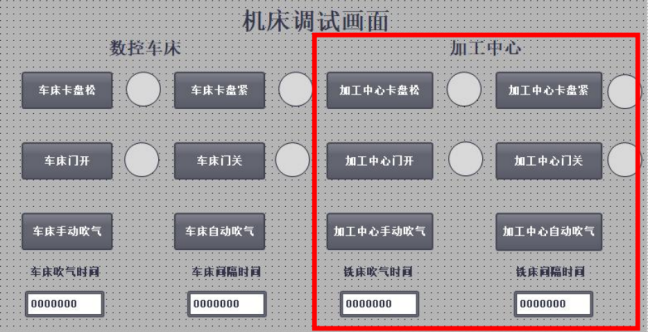 机床调试画面
数控车床 加工中心
车床卡盘松 车床卡盘紧 加工中心卡盘松 加工中心卡盘紧
车床门开 车床门关 加工中心门开 加工中心门关
车床手动吹气 车床自动吹气 加工中心手动吹气 加工中心自动吹气
车床吹气时间 车床间隔时间 铣床吹气时间 铣床间隔时间
0000000 0000000 0000000 0000000